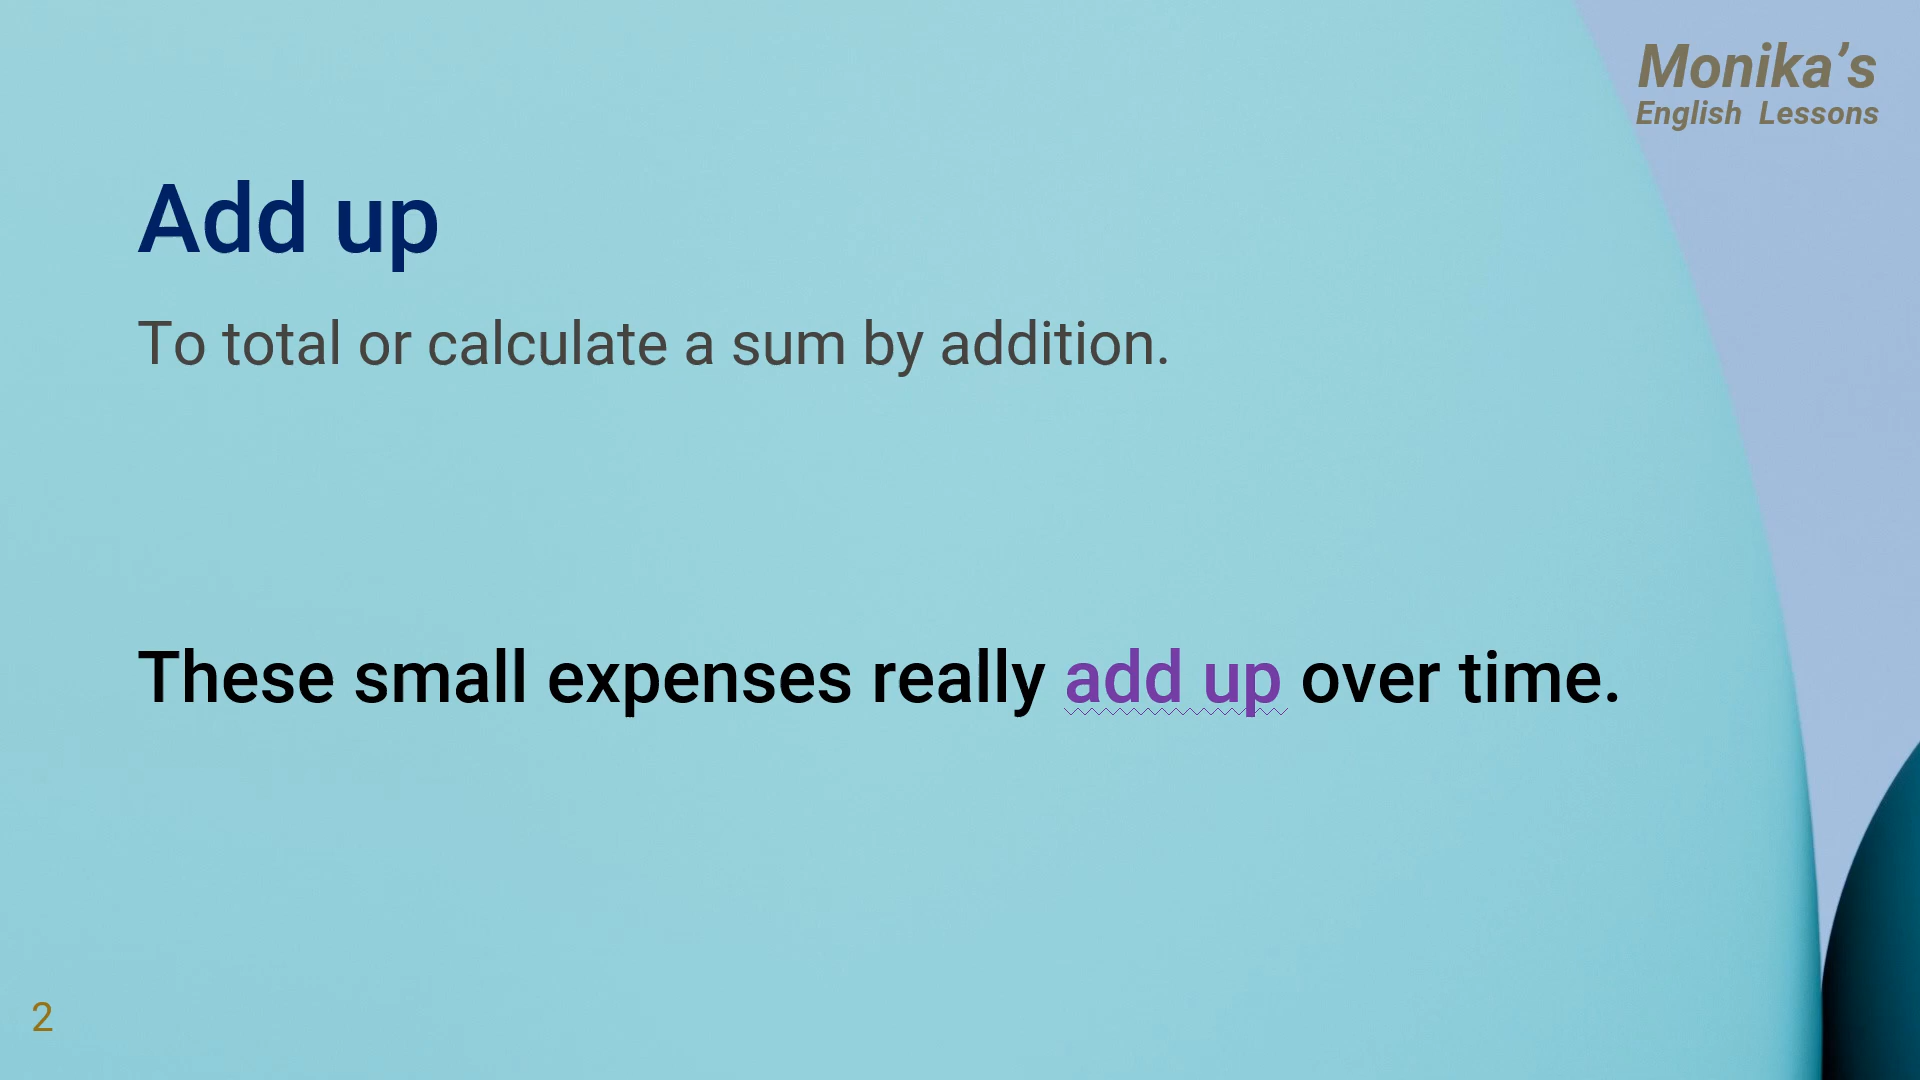 Monika’s
English Lessons
Add up
To total or calculate a sum by addition.
These small expenses really add up over time.
2